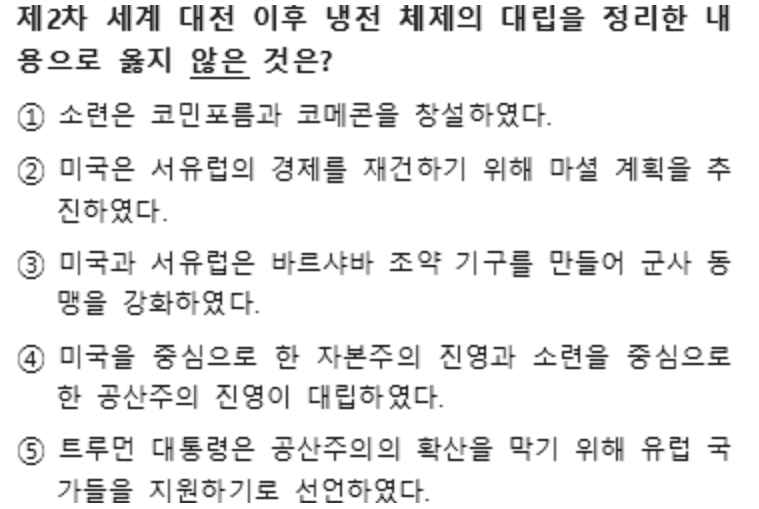 제2차 세계 대전 이후 냉전 체제의 대립을 정리한 내
용으로 옳지 않은 것은?
① 소련은 코민포름과 코메콘을 창설하였다.
② 미국은 서유럽의 경제를 재건하기 위해 마셜 계획을 추
진하였다.
③ 미국과 서유럽은 바르샤바 조약 기구를 만들어 군사 동
맹을 강화하였다.
④ 미국을 중심으로 한 자본주의 진영과 소련을 중심으로
한 공산주의 진영이 대립하였다.
⑤ 트루먼 대통령은 공산주의의 확산을 막기 위해 유럽 국
가들을 지원하기로 선언하였다.